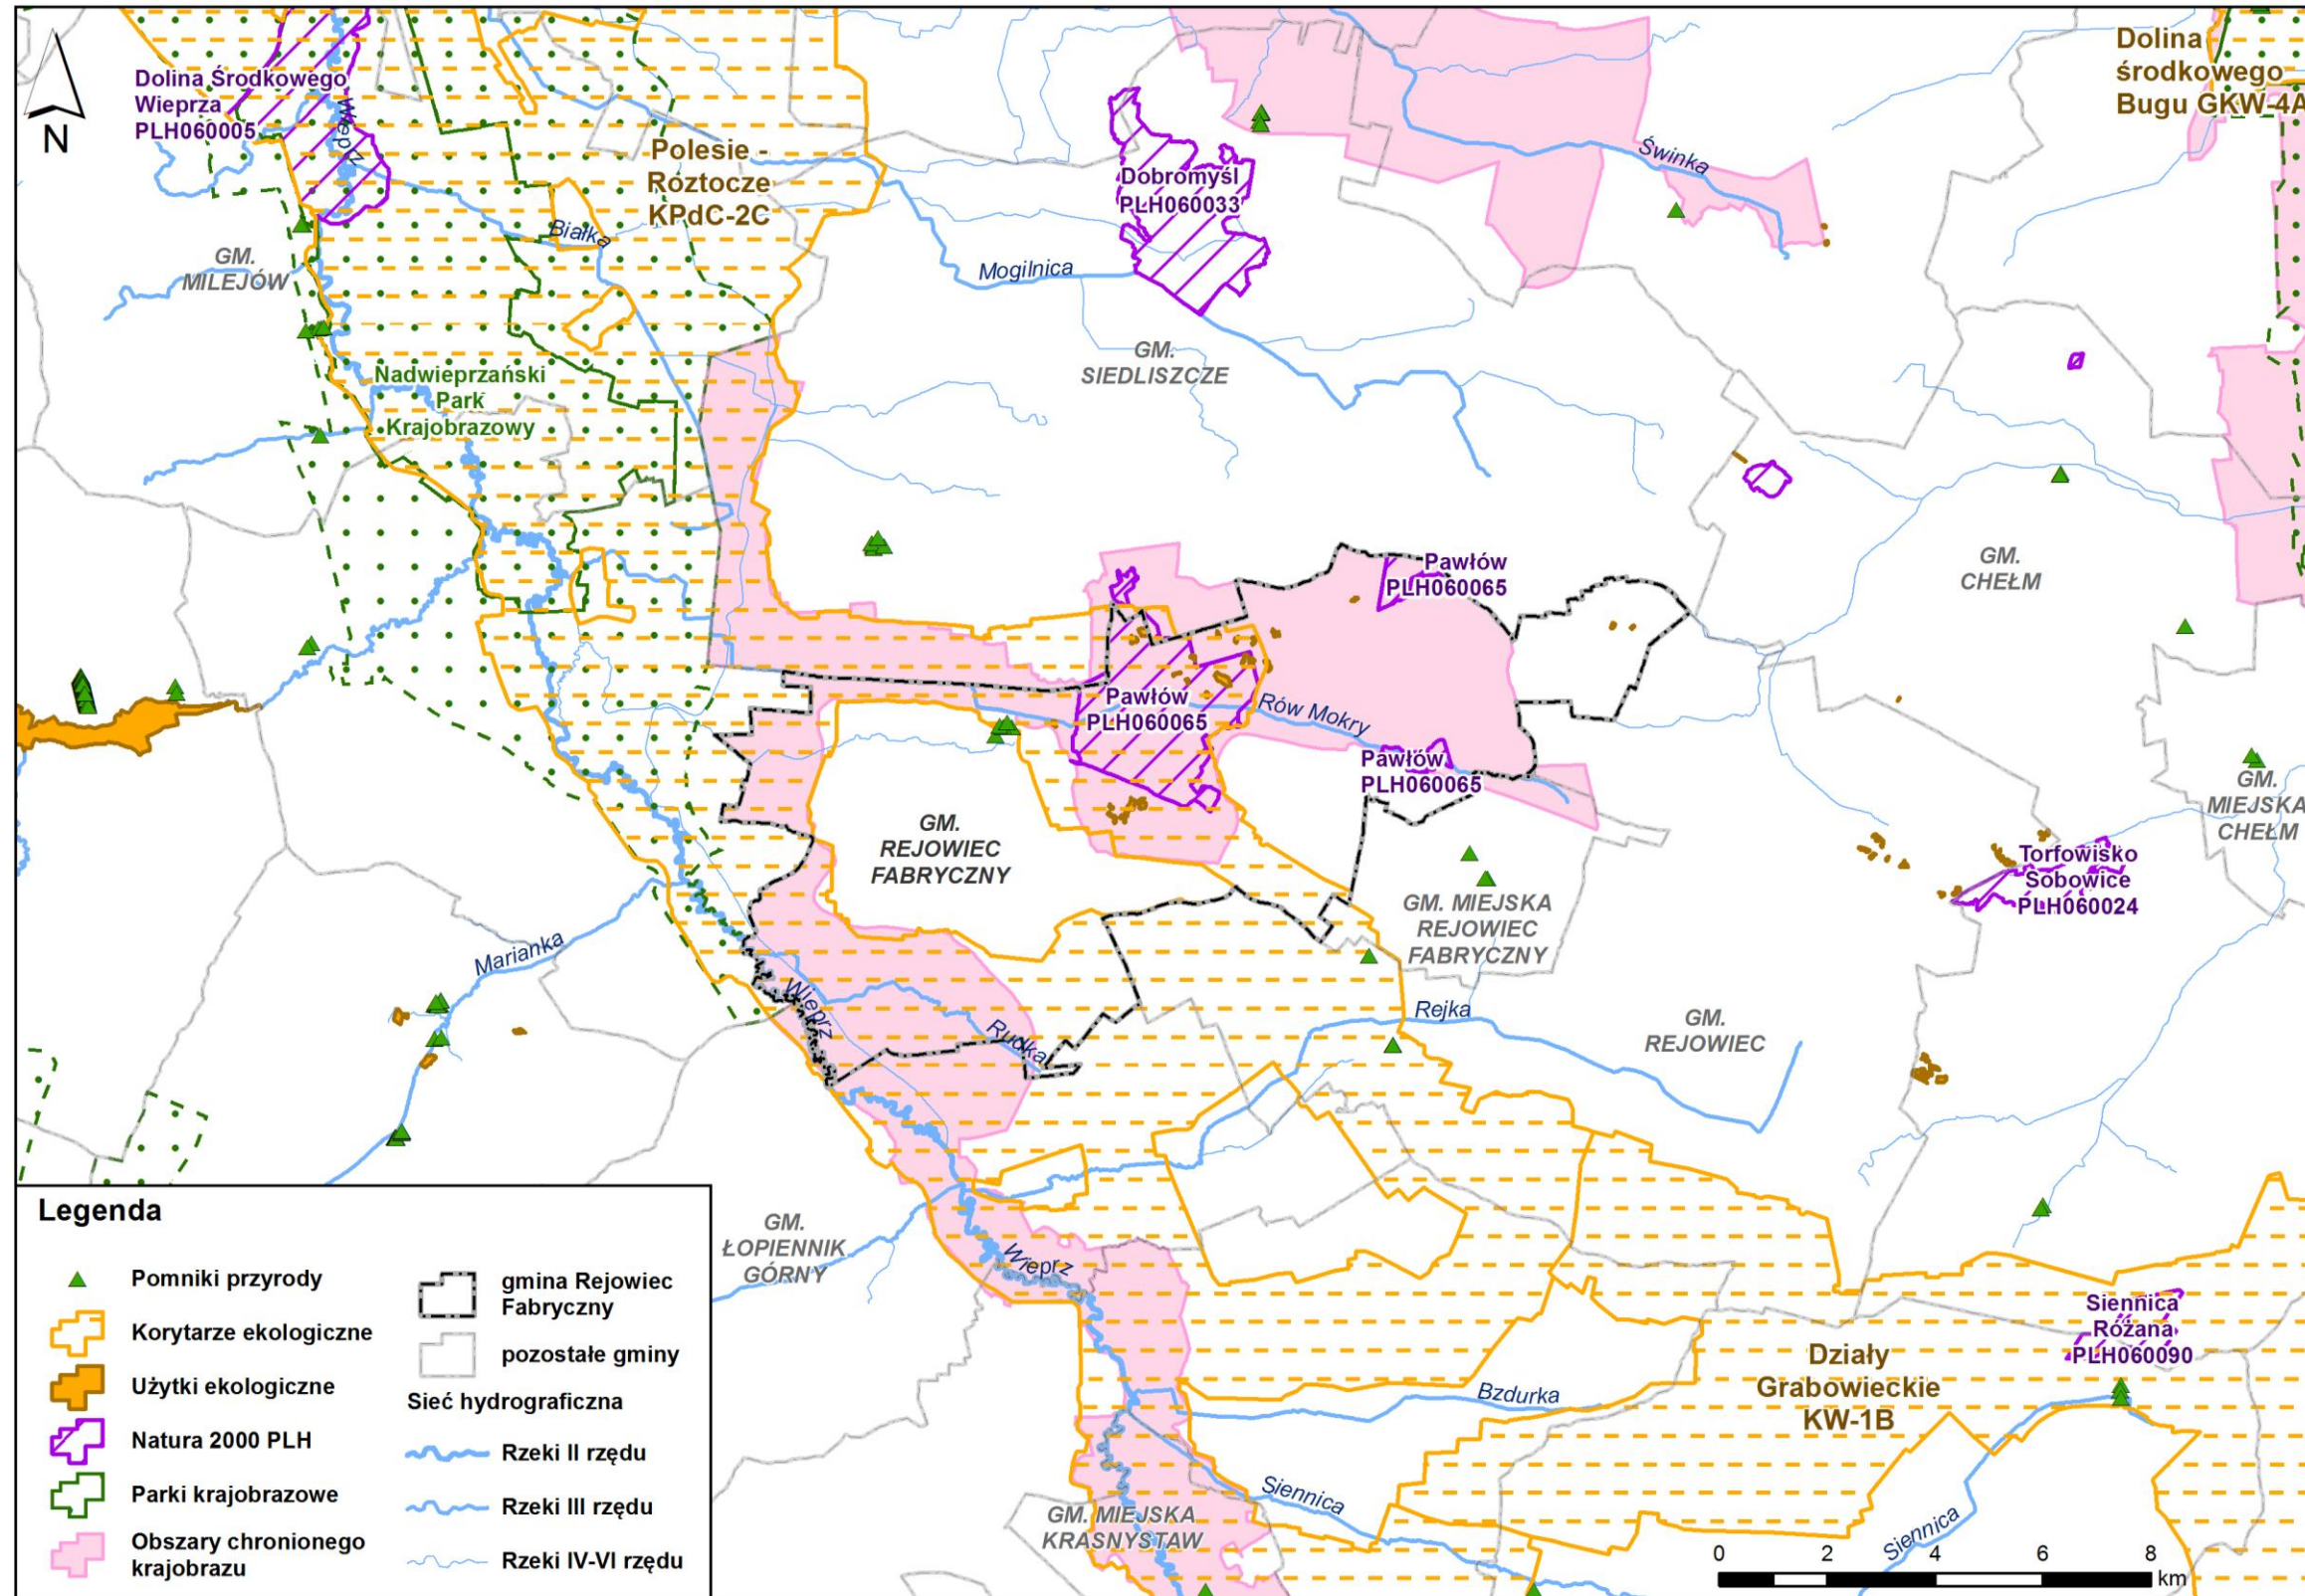 Dolina Środkowego
Wieprza
PLH060005
N
Wieprz
Polesie -
Roztocze
KPdC-2C
Białka
GM.
MILEJÓW
Nadwieprzański
Park
Krajobrazowy
Dobromyśl
PLH060033
Mogilnica
Świnka
Dolina
środkowego
Bugu GKW-4A
GM.
SIEDLISZCZE
GM.
CHEŁM
Pawłów
PLH060065
Pawłów
PLH060065
Rów Mokry
Pawłów
PLH060065
GM.
MIEJSKA
CHEŁM
GM.
REJOWIEC
FABRYCZNY
Torfowisko
Sobowice
PLH060024
GM. MIEJSKA
REJOWIEC
FABRYCZNY
Marianka
Wieprz
Rudka
Rejka
GM.
REJOWIEC
GM.
ŁOPIENNIK
GÓRNY
Wieprz
Siennica
Różana
PLH060090
Działy
Grabowieckie
KW-1B
Bzdurka
Siennica
Siennica
GM. MIEJSKA
KRASNYSTAW
Legenda
Pomniki przyrody
Korytarze ekologiczne
Użytki ekologiczne
Natura 2000 PLH
Parki krajobrazowe
Obszary chronionego
krajobrazu
gmina Rejowiec
Fabryczny
pozostałe gminy
Sieć hydrograficzna
Rzeki II rzędu
Rzeki III rzędu
Rzeki IV-VI rzędu
0 2 4 6 8
km